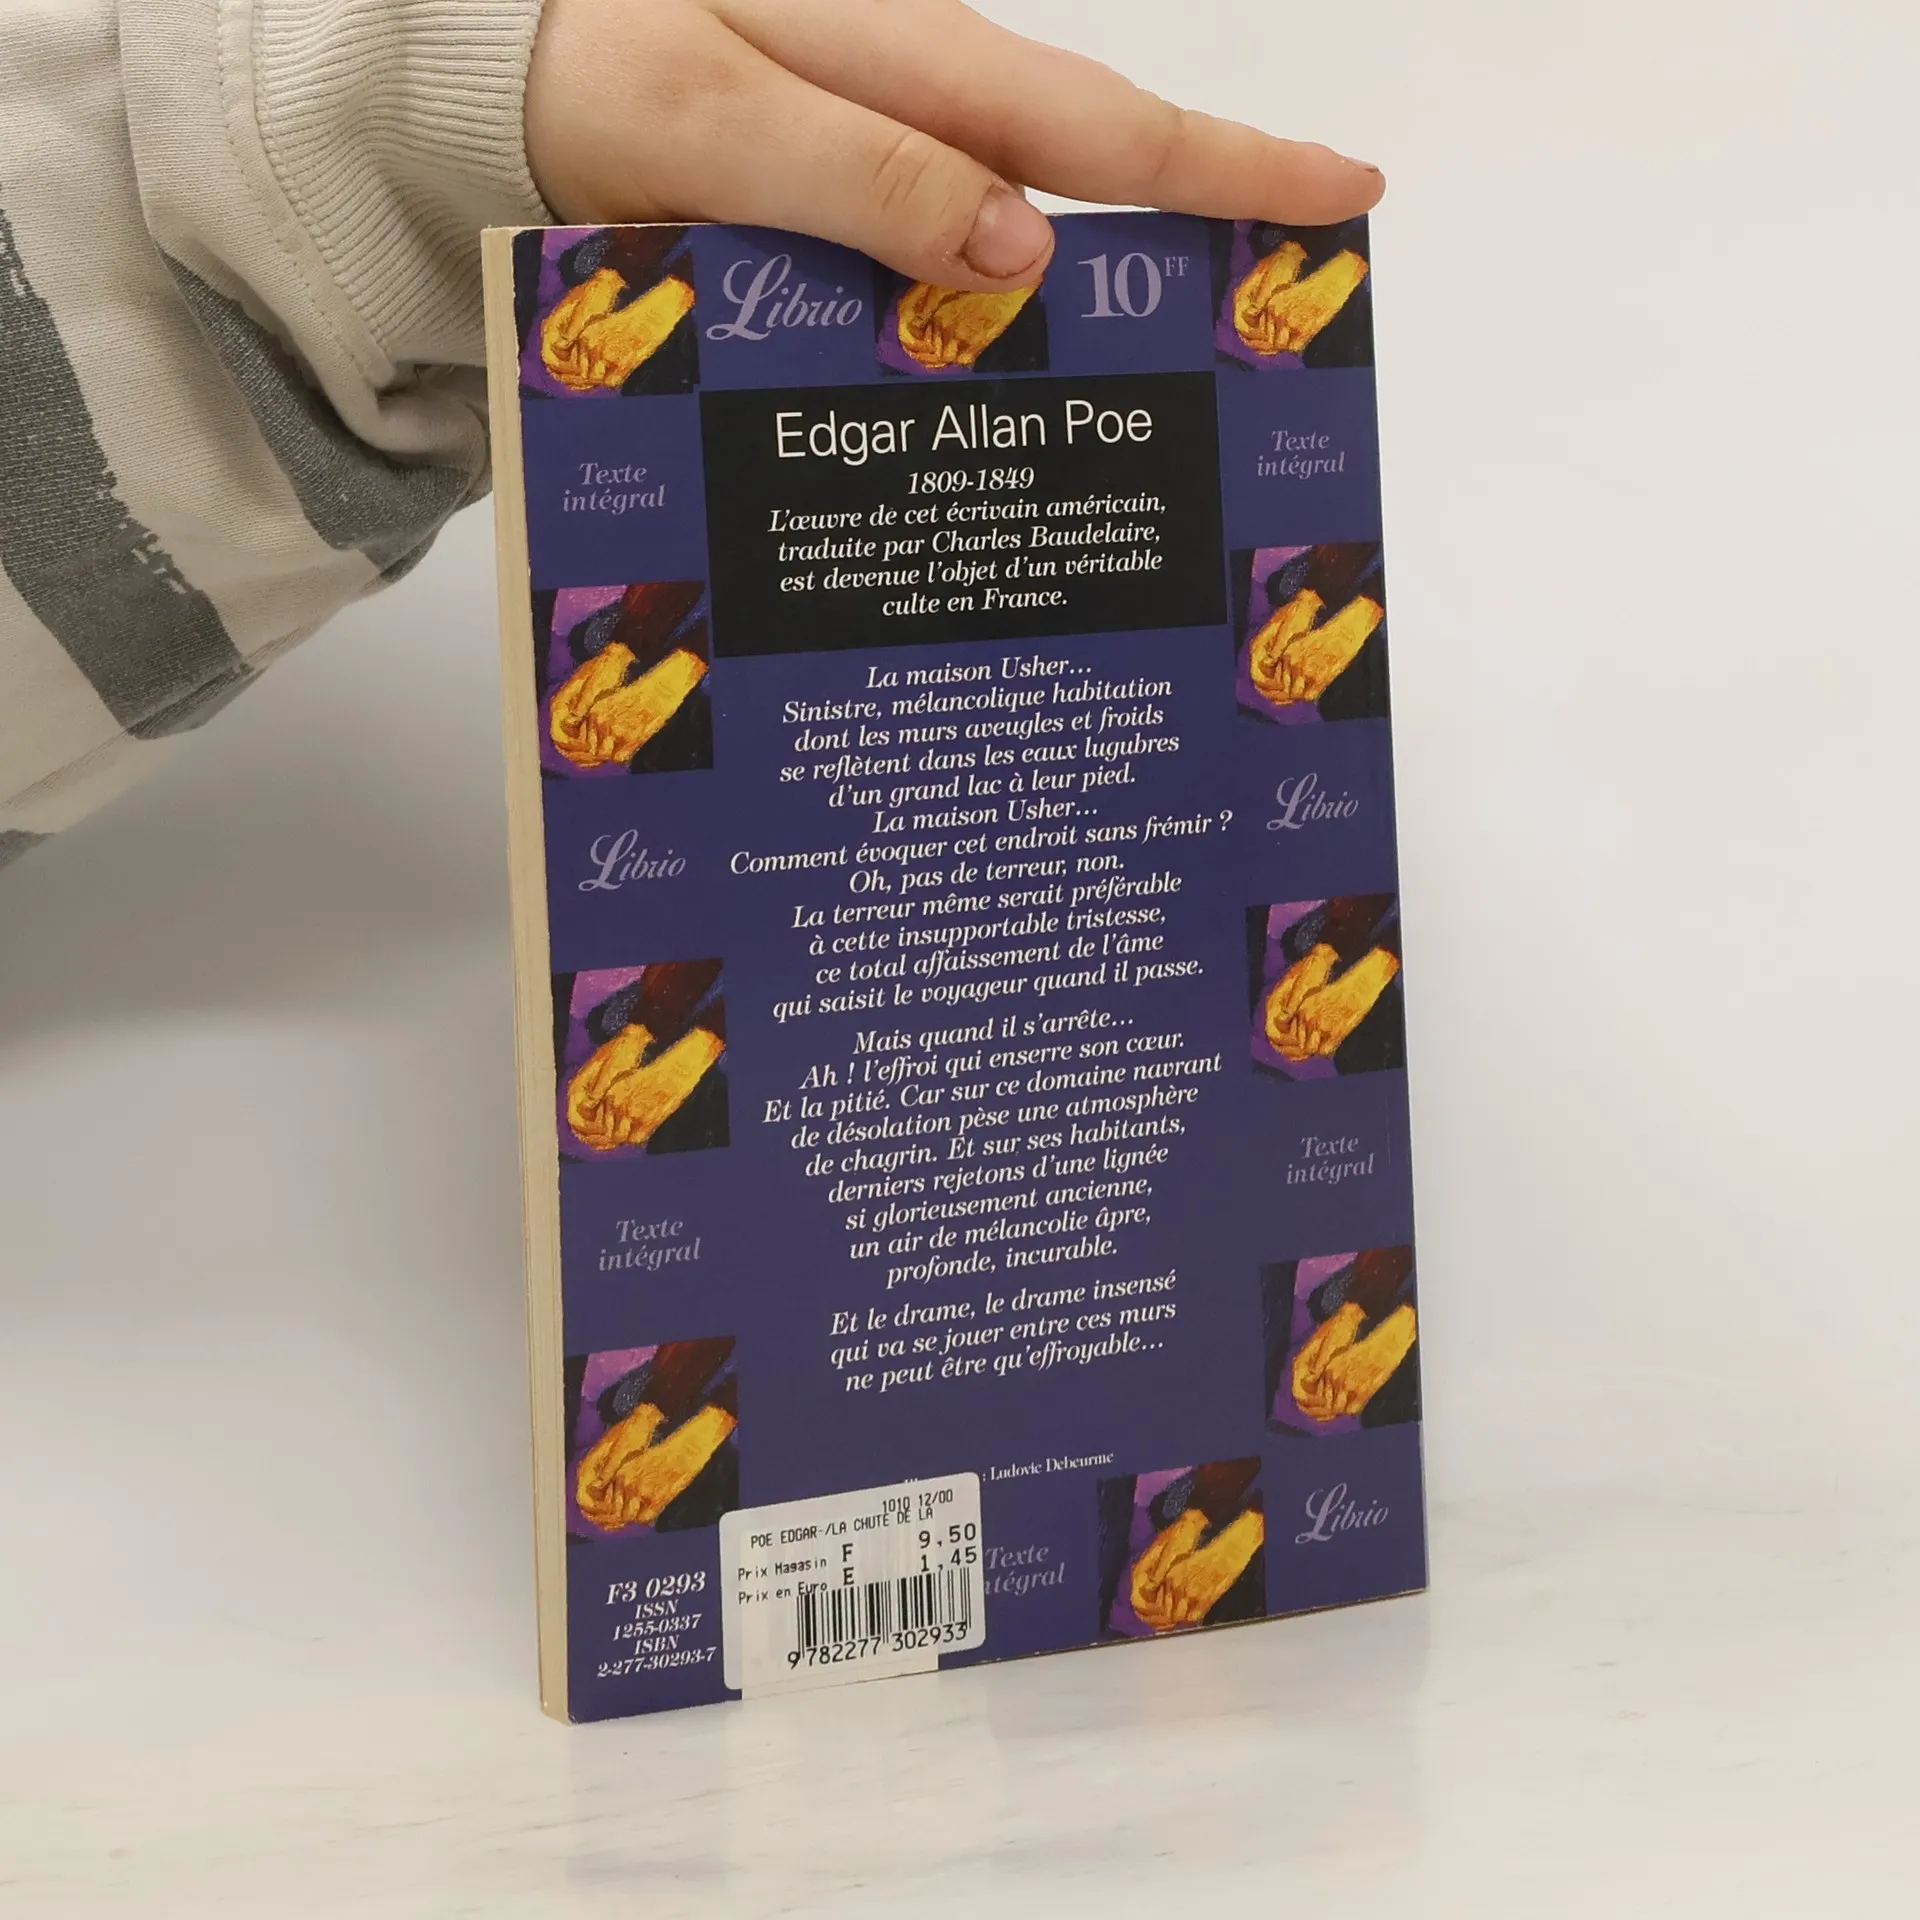 Librio
10FF
Edgar Allan Poe
1809-1849
L'œuvre de cet écrivain américain,
traduite par Charles Baudelaire,
est devenue l'objet d'un véritable
culte en France.
Texte
intégral
Texte
intégral
La maison Usher...
Sinistre, mélancolique habitation
dont les murs aveugles et froids
se reflètent dans les eaux lugubres
d'un grand lac à leur pied.
La maison Usher...
Comment évoquer cet endroit sans frémir ?
Oh, pas de terreur, non.
La terreur même serait préférable
à cette insupportable tristesse,
ce total affaissement de l'âme
qui saisit le voyageur quand il passe.
Librio
Librio
Mais quand il s'arrête...
Ah ! l'effroi qui enserre son cœur.
Et la pitié. Car sur ce domaine navrant
de désolation pèse une atmosphère
de chagrin. Et sur ses habitants,
derniers rejetons d'une lignée
si glorieusement ancienne,
un air de mélancolie âpre,
profonde, incurable.
Texte
intégral
Texte
intégral
Et le drame, le drame insensé
qui va se jouer entre ces murs
ne peut être qu'effroyable...
: Ludovic Debeurme
Librio
1010 12/00
POE EDGAR-/LA CHUTE DE LA
Prix Magasin F 9,50
Prix en Euro E 1,45
9782277302933
Texte
tégral
F3 0293
ISSN
1255-0337
ISBN
2-277-30293-7